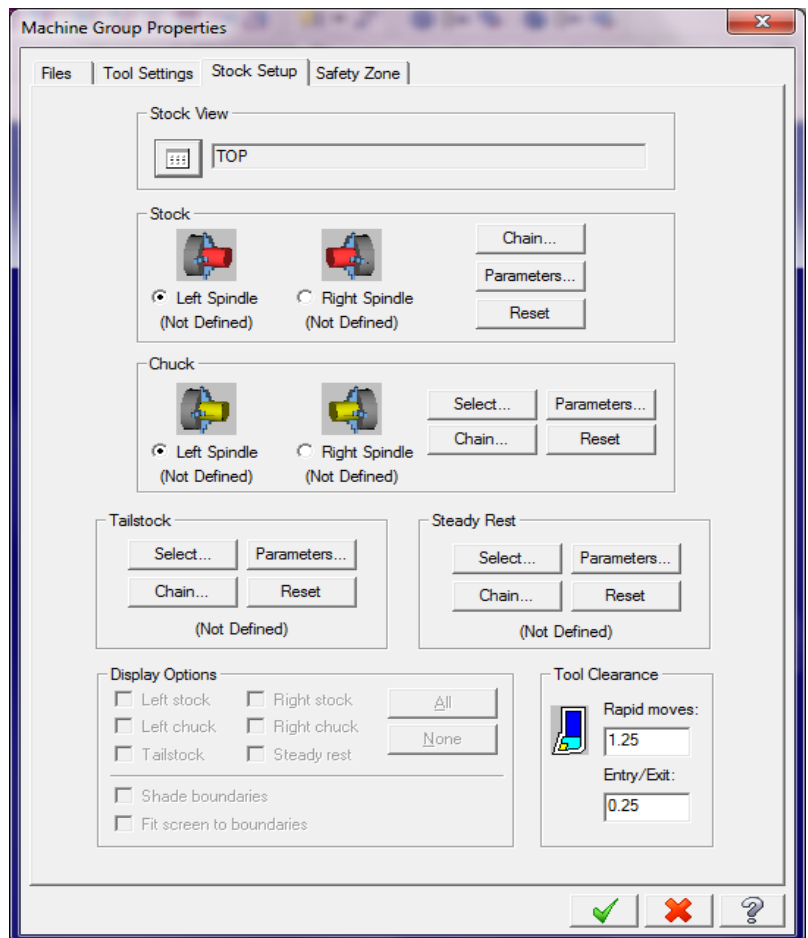 Machine Group Properties
Files
Tool Settings
Stock Setup
Safety Zone
Stock View
TOP
Stock
Left Spindle
(Not Defined)
Right Spindle
(Not Defined)
Chain...
Parameters...
Reset
Chuck
Left Spindle
(Not Defined)
Right Spindle
(Not Defined)
Select...
Parameters...
Chain...
Reset
Tailstock
Select...
Parameters...
Chain...
Reset
(Not Defined)
Steady Rest
Select...
Parameters...
Chain...
Reset
(Not Defined)
Display Options
Left stock
Right stock
All
Left chuck
Right chuck
None
Tailstock
Steady rest
Shade boundaries
Fit screen to boundaries
Tool Clearance
Rapid moves:
1.25
Entry/Exit:
0.25